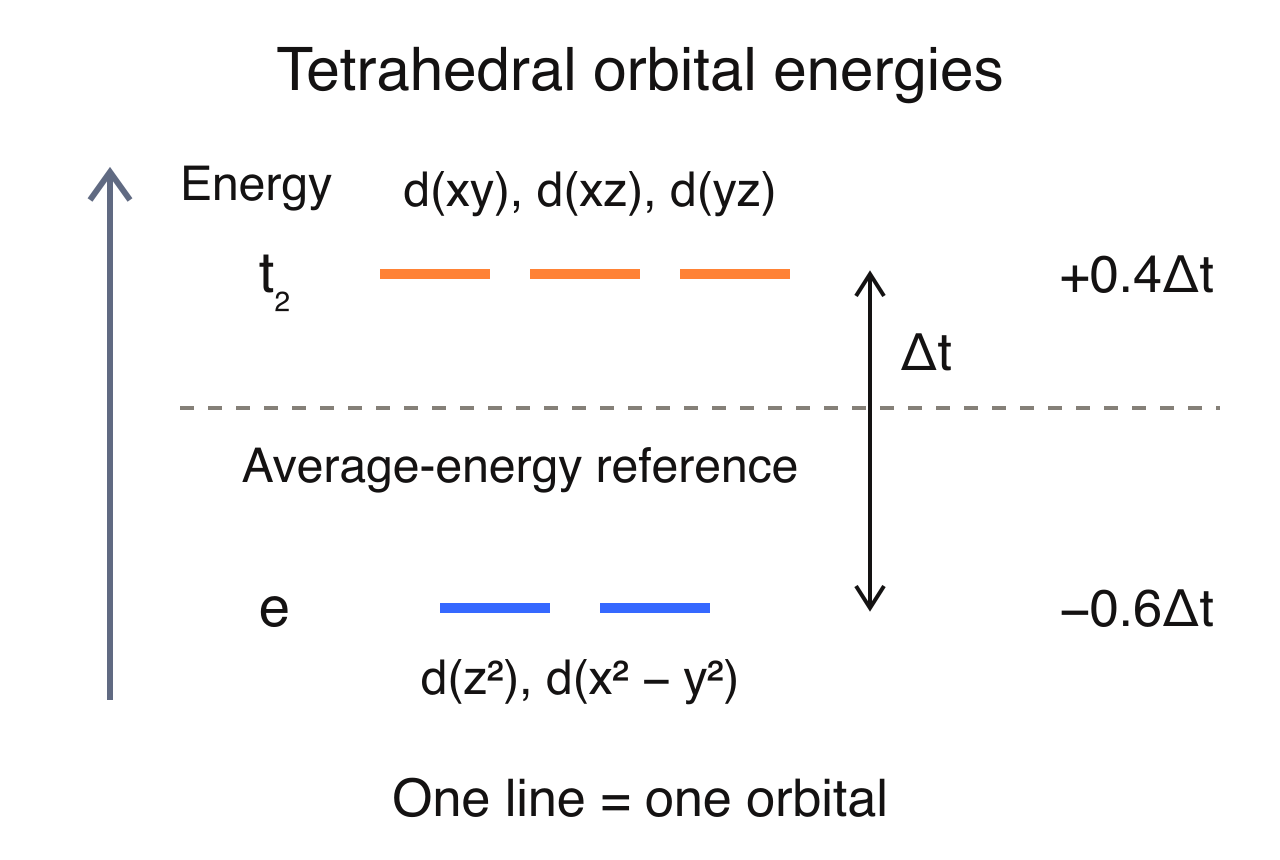 Tetrahedral orbital energies
Energy
d(xy), d(xz), d(yz)
t₂
+0.4Δt
Δt
Average-energy reference
e
−0.6Δt
d(z²), d(x² − y²)
One line = one orbital